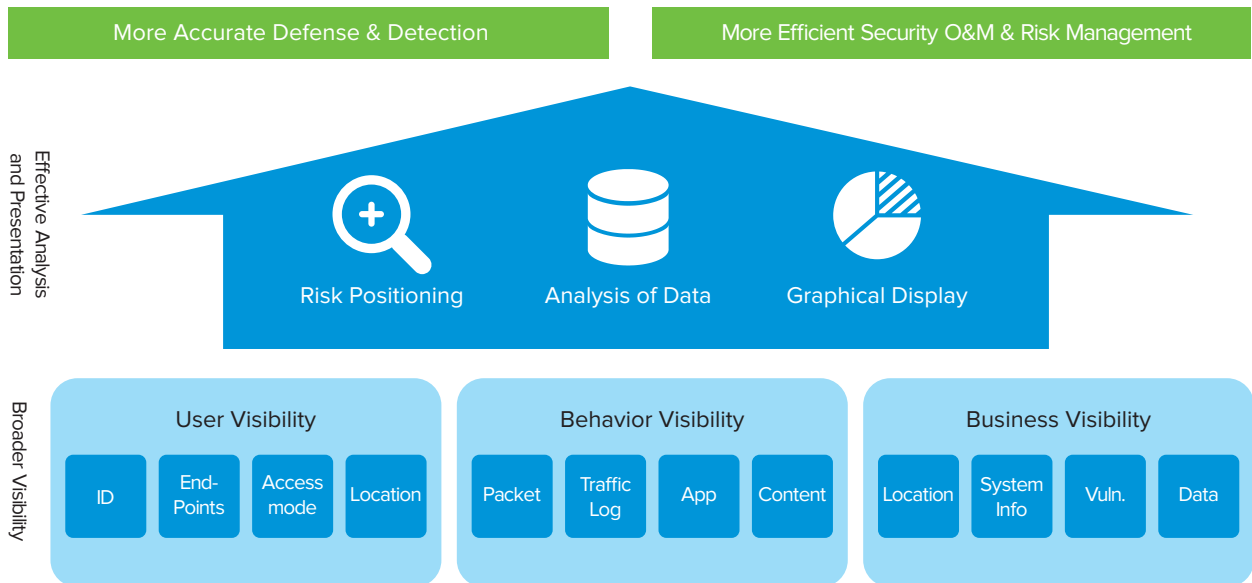 More Accurate Defense & Detection
More Efficient Security O&M & Risk Management
Effective Analysis
and Presentation
Risk Positioning
Analysis of Data
Graphical Display
Broader Visibility
User Visibility
ID
End-
Points
Access
mode
Location
Behavior Visibility
Packet
Traffic
Log
App
Content
Business Visibility
Location
System
Info
Vuln.
Data